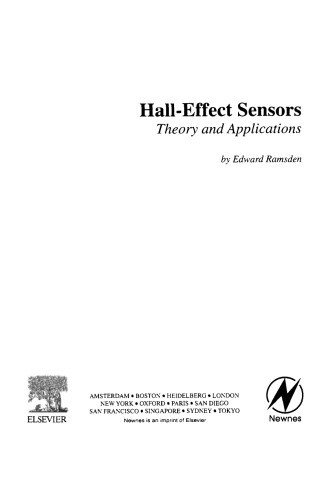 Hall-Effect Sensors
Theory and Applications
by Edward Ramsden
AMSTERDAM • BOSTON • HEIDELBERG • LONDON
NEW YORK • OXFORD • PARIS • SAN DIEGO
SAN FRANCISCO • SINGAPORE • SYDNEY • TOKYO
Newnes is an imprint of Elsevier
ELSEVIER
Newnes